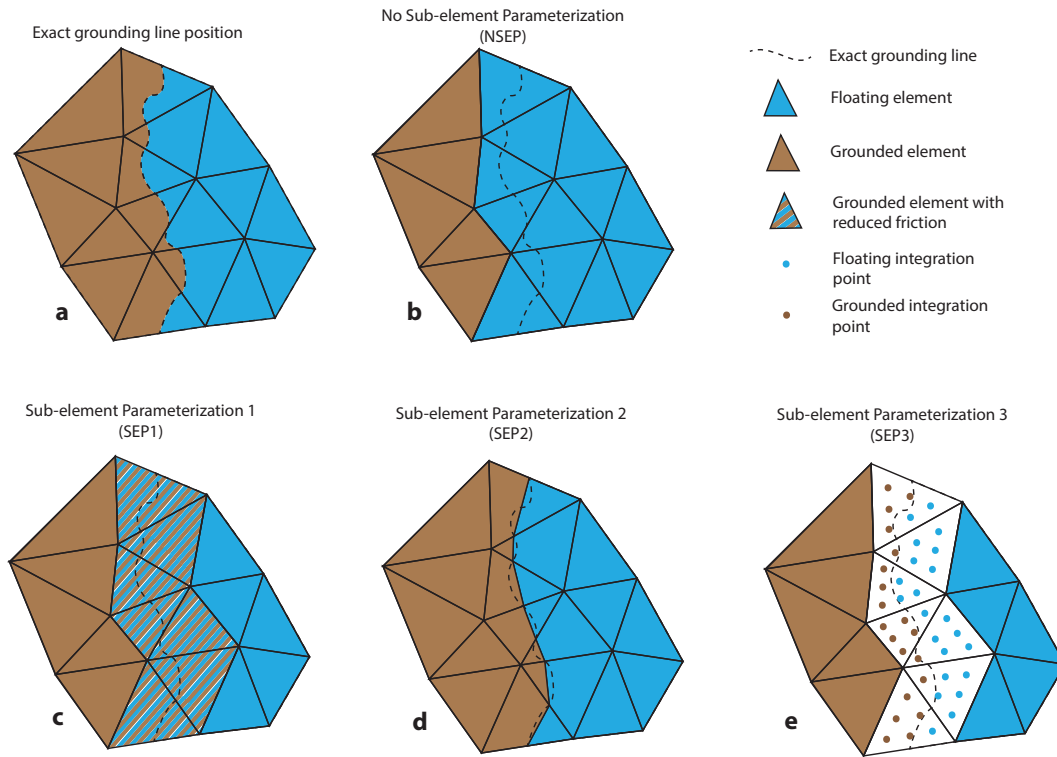 Exact grounding line position
No Sub-element Parameterization
(NSEP)
Exact grounding line
Floating element
Grounded element
Grounded element with
reduced friction
Floating integration
point
Grounded integration
point
a
b
Sub-element Parameterization 1
(SEP1)
Sub-element Parameterization 2
(SEP2)
Sub-element Parameterization 3
(SEP3)
c
d
e